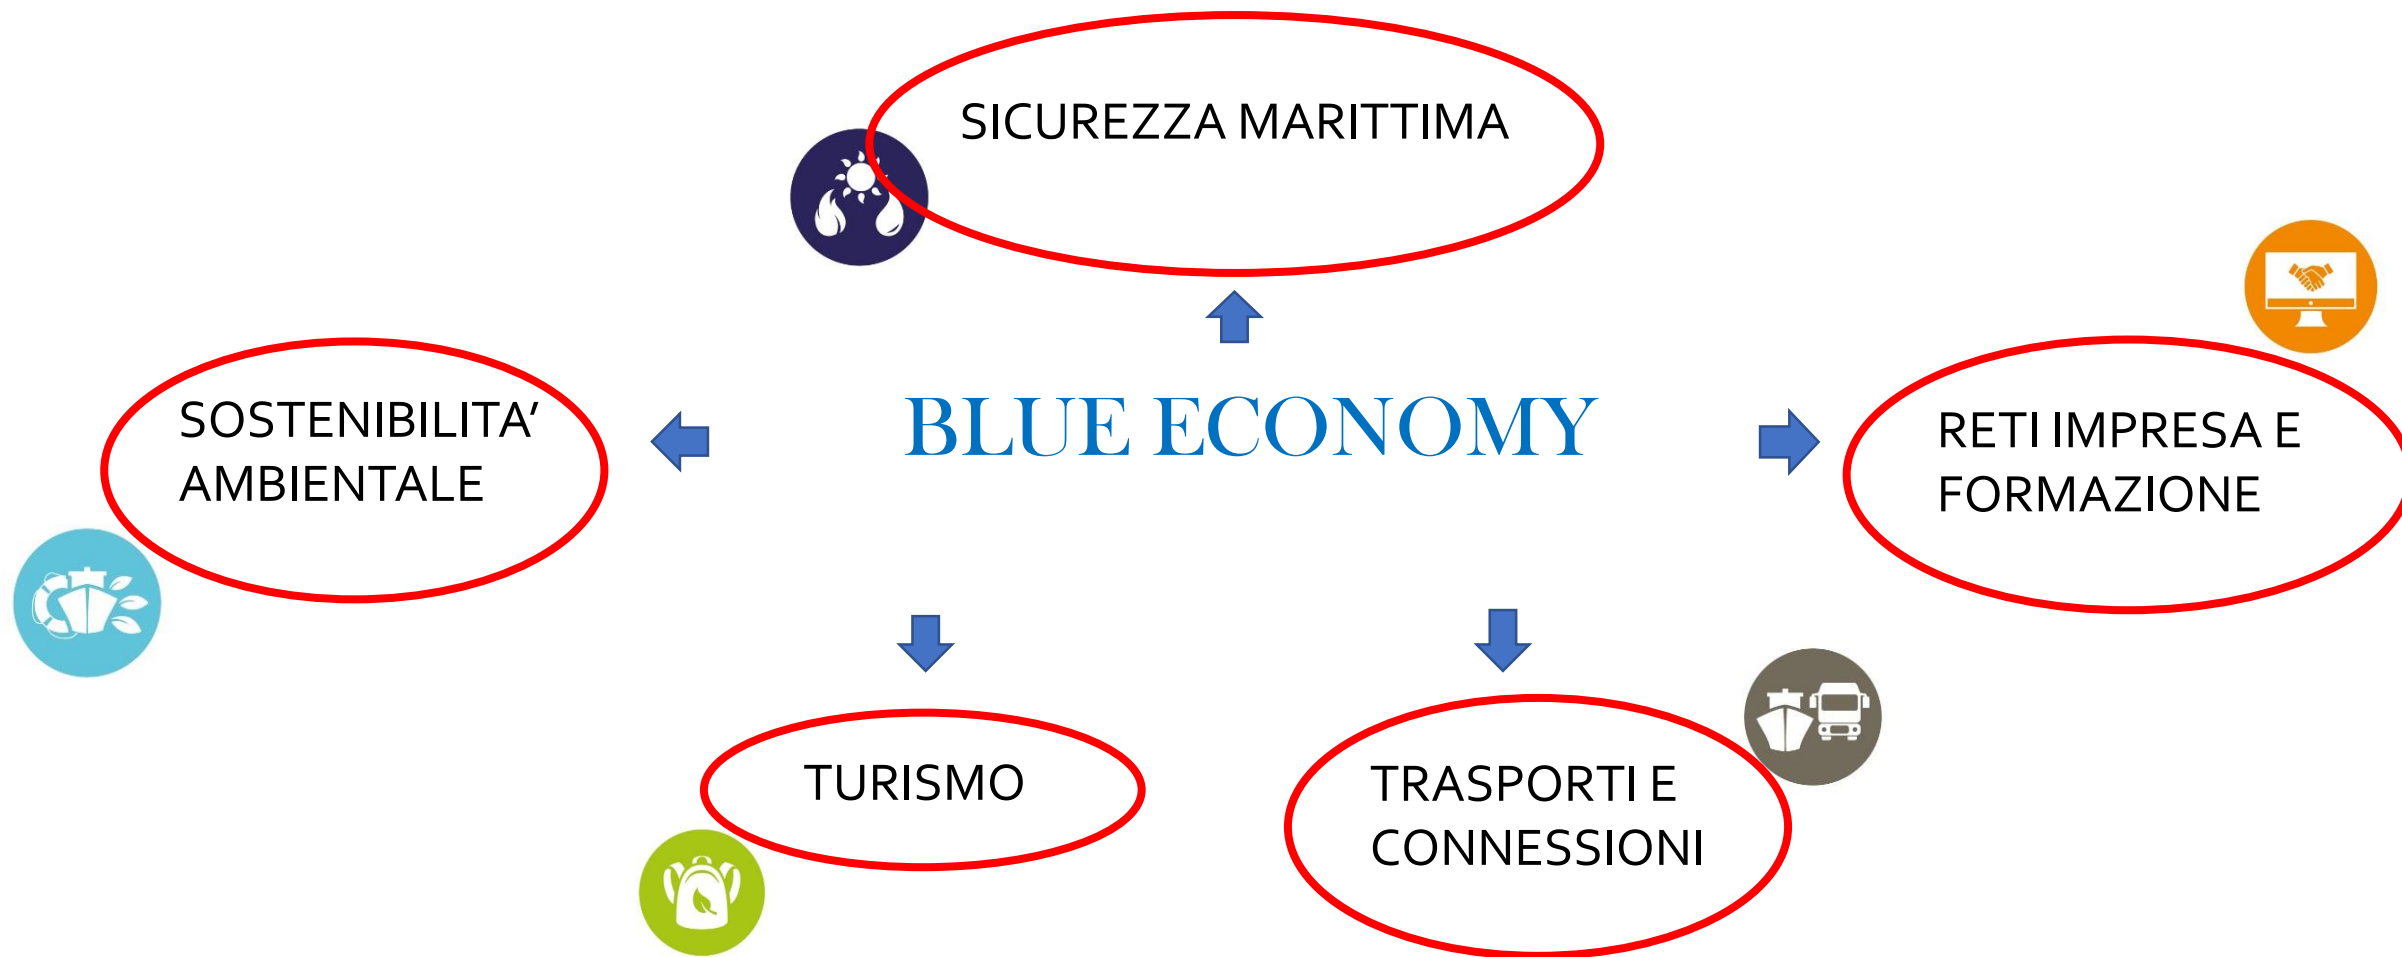 SICUREZZA MARITTIMA
BLUE ECONOMY
SOSTENIBILITA’
AMBIENTALE
RETI IMPRESA E
FORMAZIONE
TURISMO
TRASPORTI E
CONNESSIONI